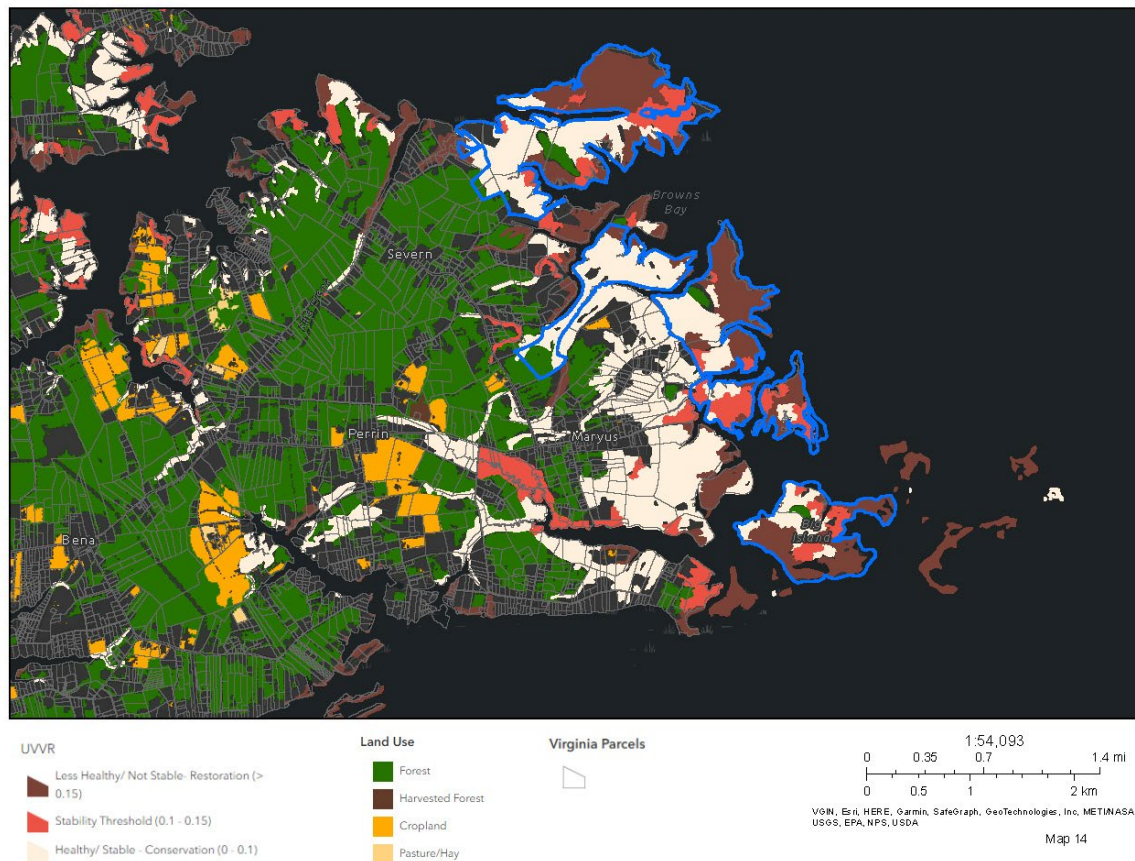 Browns
Bay
Severn
Perrin
Maryus
Big
Island
Bena
UVVR
Less Healthy/ Not Stable- Restoration (>
0.15)
Stability Threshold (0.1 - 0.15)
Healthy/ Stable - Conservation (0 - 0.1)
Land Use
Forest
Harvested Forest
Cropland
Pasture/Hay
Virginia Parcels
1:54,093
0 0.35 0.7 1.4 mi
0 0.5 1 2 km
VGIN, Esri, HERE, Garmin, SafeGraph, GeoTechnologies, Inc, METI/NASA,
USGS, EPA, NPS, USDA
Map 14